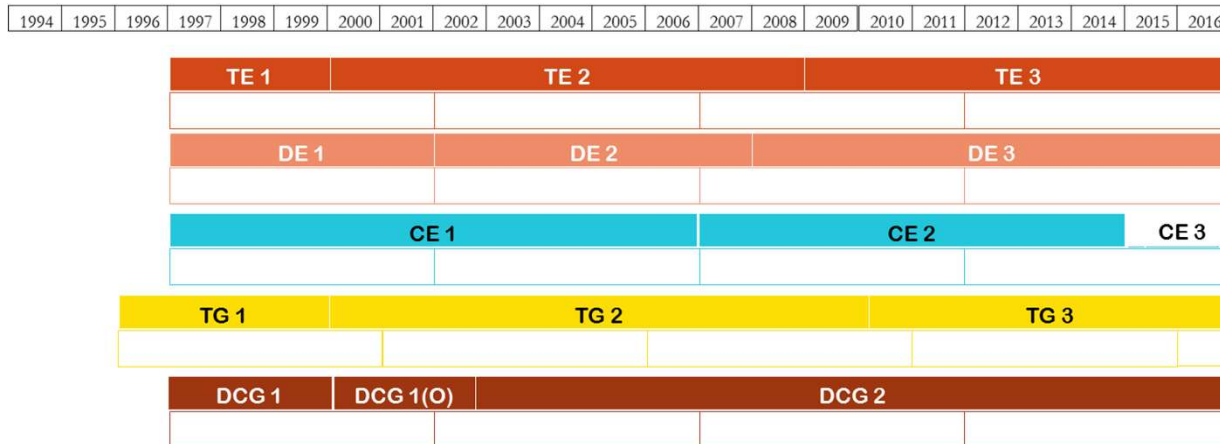 1994 1995 1996 1997 1998 1999 2000 2001 2002 2003 2004 2005 2006 2007 2008 2009 2010 2011 2012 2013 2014 2015 2016
TE 1 TE 2 TE 3
DE 1 DE 2 DE 3
CE 1 CE 2 CE 3
TG 1 TG 2 TG 3
DCG 1 DCG 1(O) DCG 2